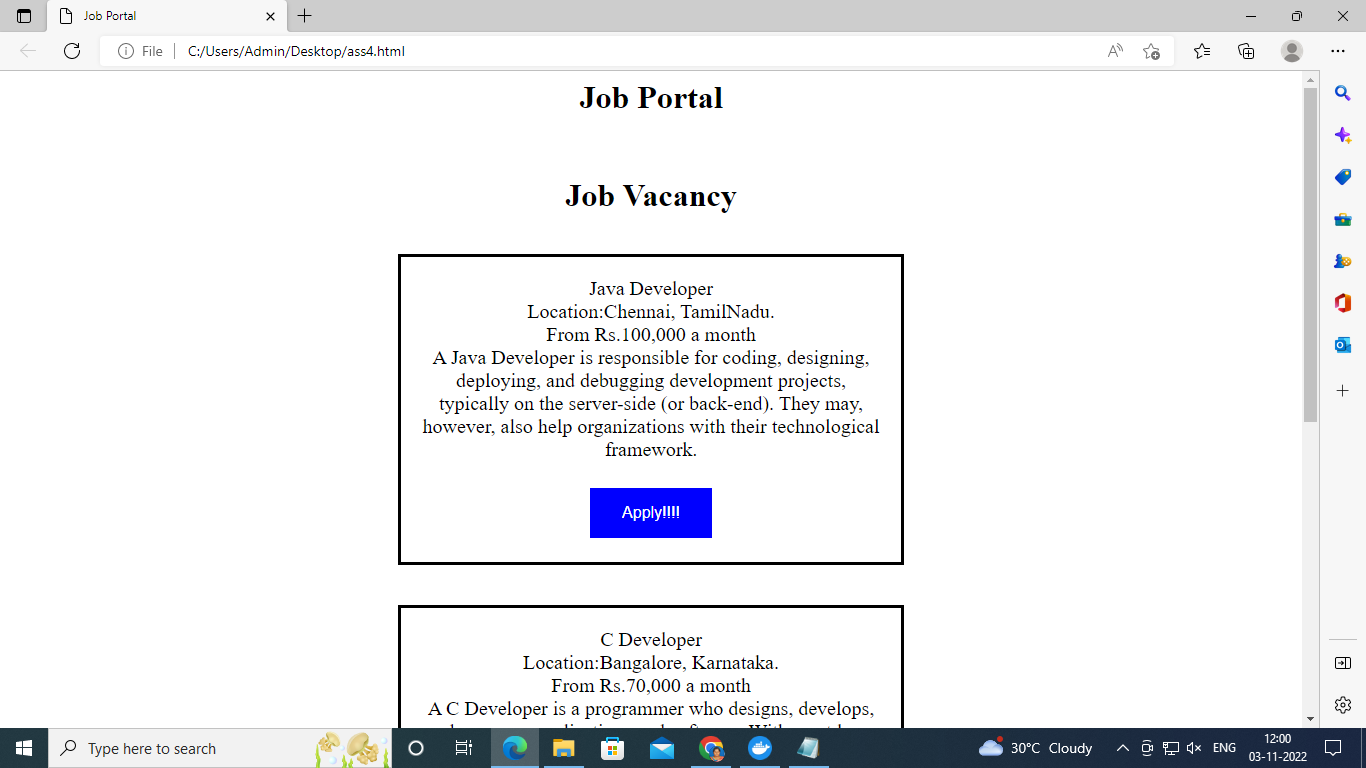 Job Portal
File
C:/Users/Admin/Desktop/ass4.html
Job Portal
Job Vacancy
Java Developer
Location:Chennai, TamilNadu.
From Rs.100,000 a month
A Java Developer is responsible for coding, designing,
deploying, and debugging development projects,
typically on the server-side (or back-end). They may,
however, also help organizations with their technological
framework.
Apply!!!!
C Developer
Location:Bangalore, Karnataka.
From Rs.70,000 a month
A C Developer is a programmer who designs, develops,
Type here to search
30°C Cloudy
ENG
12:00
03-11-2022